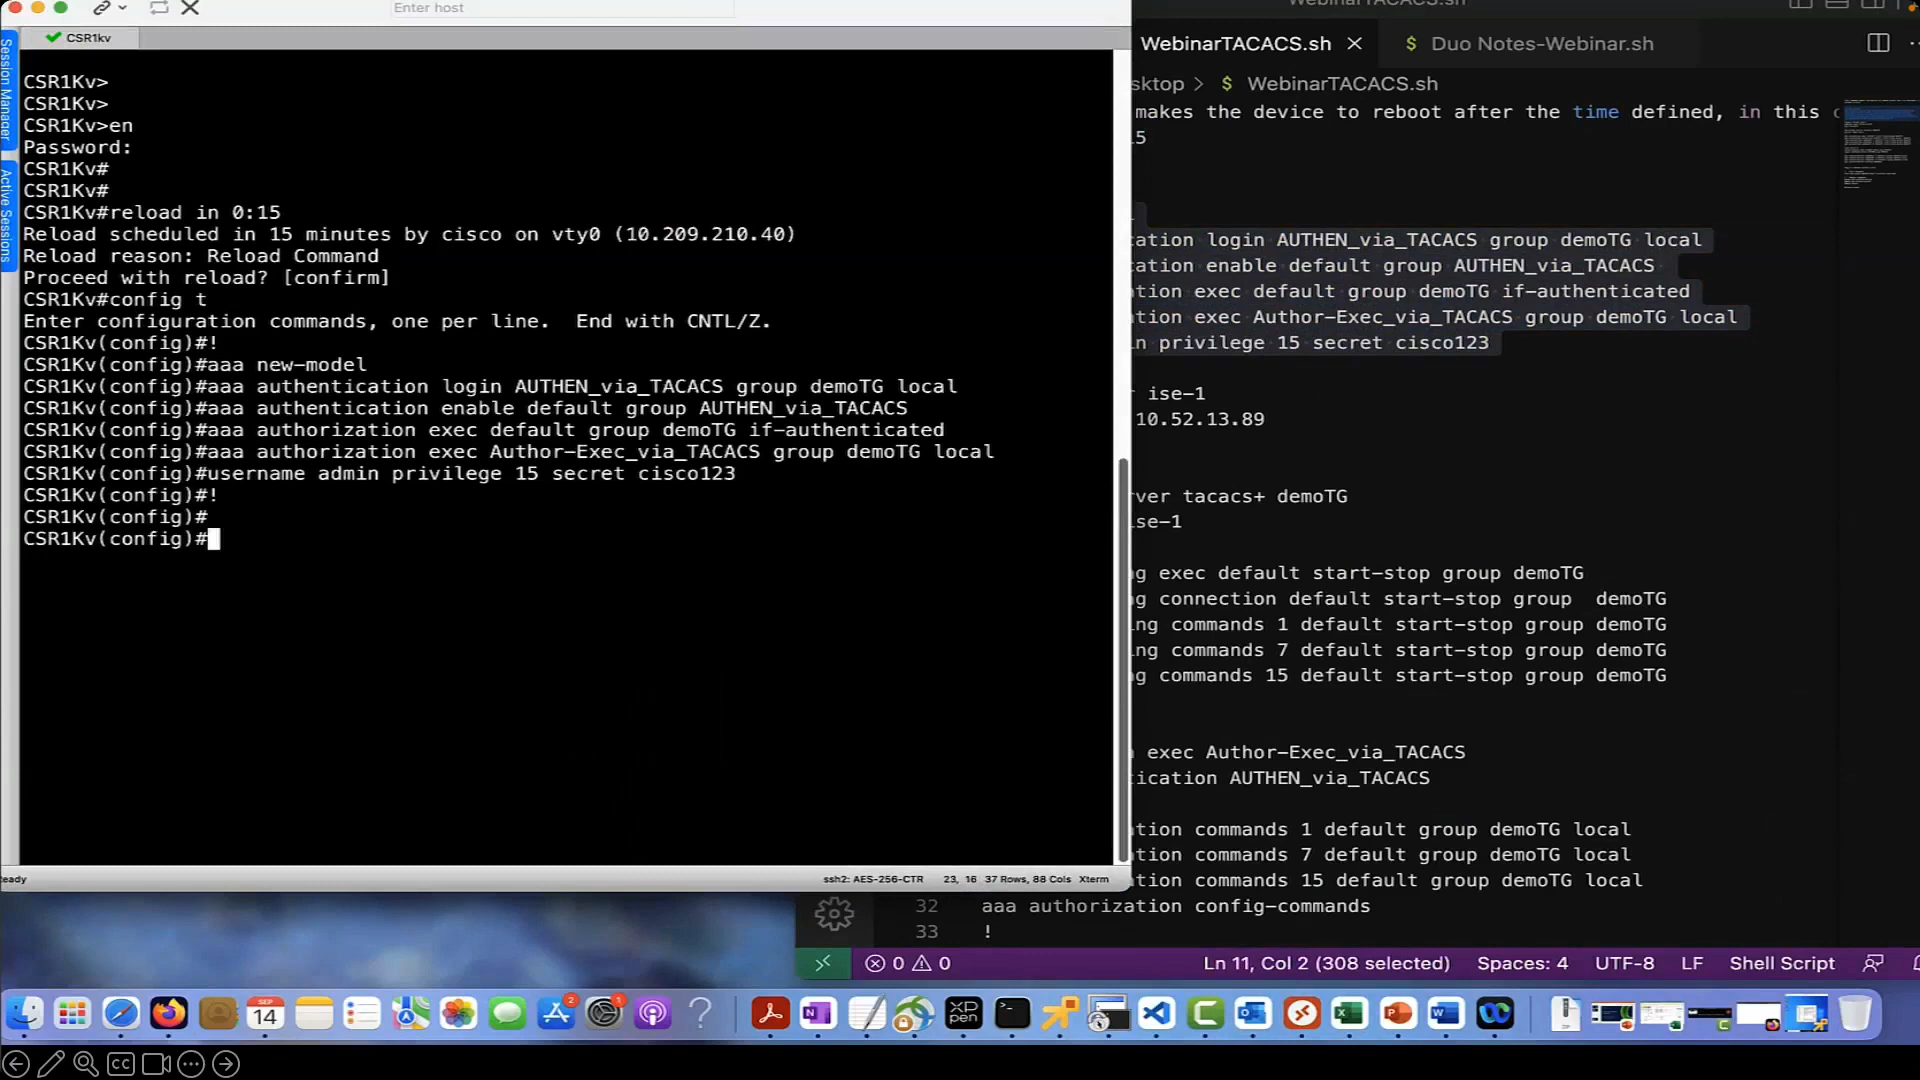 Enter host
WebinarTACACS.sh
CSR1kv
Session Manager
Active Sessions
CSR1Kv>
CSR1Kv>
CSR1Kv>en
Password:
CSR1Kv#
CSR1Kv#
CSR1Kv#reload in 0:15
Reload scheduled in 15 minutes by cisco on vty0 (10.209.210.40)
Reload reason: Reload Command
Proceed with reload? [confirm]
CSR1Kv#config t
Enter configuration commands, one per line.  End with CNTL/Z.
CSR1Kv(config)#!
CSR1Kv(config)#aaa new-model
CSR1Kv(config)#aaa authentication login AUTHEN_via_TACACS group demoTG local
CSR1Kv(config)#aaa authentication enable default group AUTHEN_via_TACACS
CSR1Kv(config)#aaa authorization exec default group demoTG if-authenticated
CSR1Kv(config)#aaa authorization exec Author-Exec_via_TACACS group demoTG local
CSR1Kv(config)#username admin privilege 15 secret cisco123
CSR1Kv(config)#!
CSR1Kv(config)#
CSR1Kv(config)#
eady
ssh2: AES-256-CTR 23, 16 37 Rows, 88 Cols Xterm
WebinarTACACS.sh
$ Duo Notes-Webinar.sh
sktop > $ WebinarTACACS.sh
makes the device to reboot after the time defined, in this c
15
ation login AUTHEN_via_TACACS group demoTG local
ation enable default group AUTHEN_via_TACACS
tion exec default group demoTG if-authenticated
tion exec Author-Exec_via_TACACS group demoTG local
n privilege 15 secret cisco123
ise-1
10.52.13.89
ver tacacs+ demoTG
se-1
ng exec default start-stop group demoTG
ng connection default start-stop group  demoTG
ing commands 1 default start-stop group demoTG
ng commands 7 default start-stop group demoTG
ng commands 15 default start-stop group demoTG
exec Author-Exec_via_TACACS
ication AUTHEN_via_TACACS
tion commands 1 default group demoTG local
tion commands 7 default group demoTG local
tion commands 15 default group demoTG local
32 aaa authorization config-commands
33 !
0 0 Ln 11, Col 2 (308 selected) Spaces: 4 UTF-8 LF Shell Script
SEP
14
2
1
XP
pen
CC